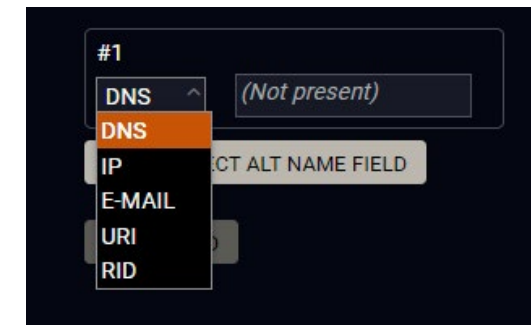 #1
DNS (Not present)
DNS
IP
CT ALT NAME FIELD
E-MAIL
URI
RID